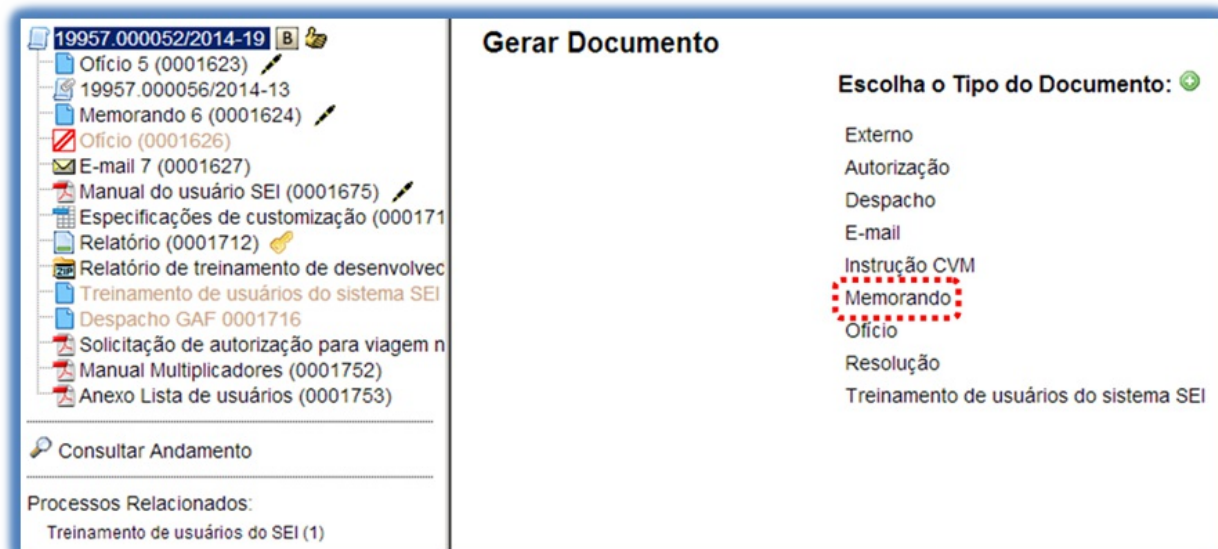 19957.000052/2014-19 B
Ofício 5 (0001623)
19957.000056/2014-13
Memorando 6 (0001624)
Ofício (0001626)
E-mail 7 (0001627)
Manual do usuário SEI (0001675)
Especificações de customização (000171
Relatório (0001712)
ZIP Relatório de treinamento de desenvolvec
Treinamento de usuários do sistema SEI
Despacho GAF 0001716
Solicitação de autorização para viagem n
Manual Multiplicadores (0001752)
Anexo Lista de usuários (0001753)
Consultar Andamento
Processos Relacionados:
Treinamento de usuários do SEI (1)
Gerar Documento
Escolha o Tipo do Documento:
Externo
Autorização
Despacho
E-mail
Instrução CVM
Memorando
Ofício
Resolução
Treinamento de usuários do sistema SEI